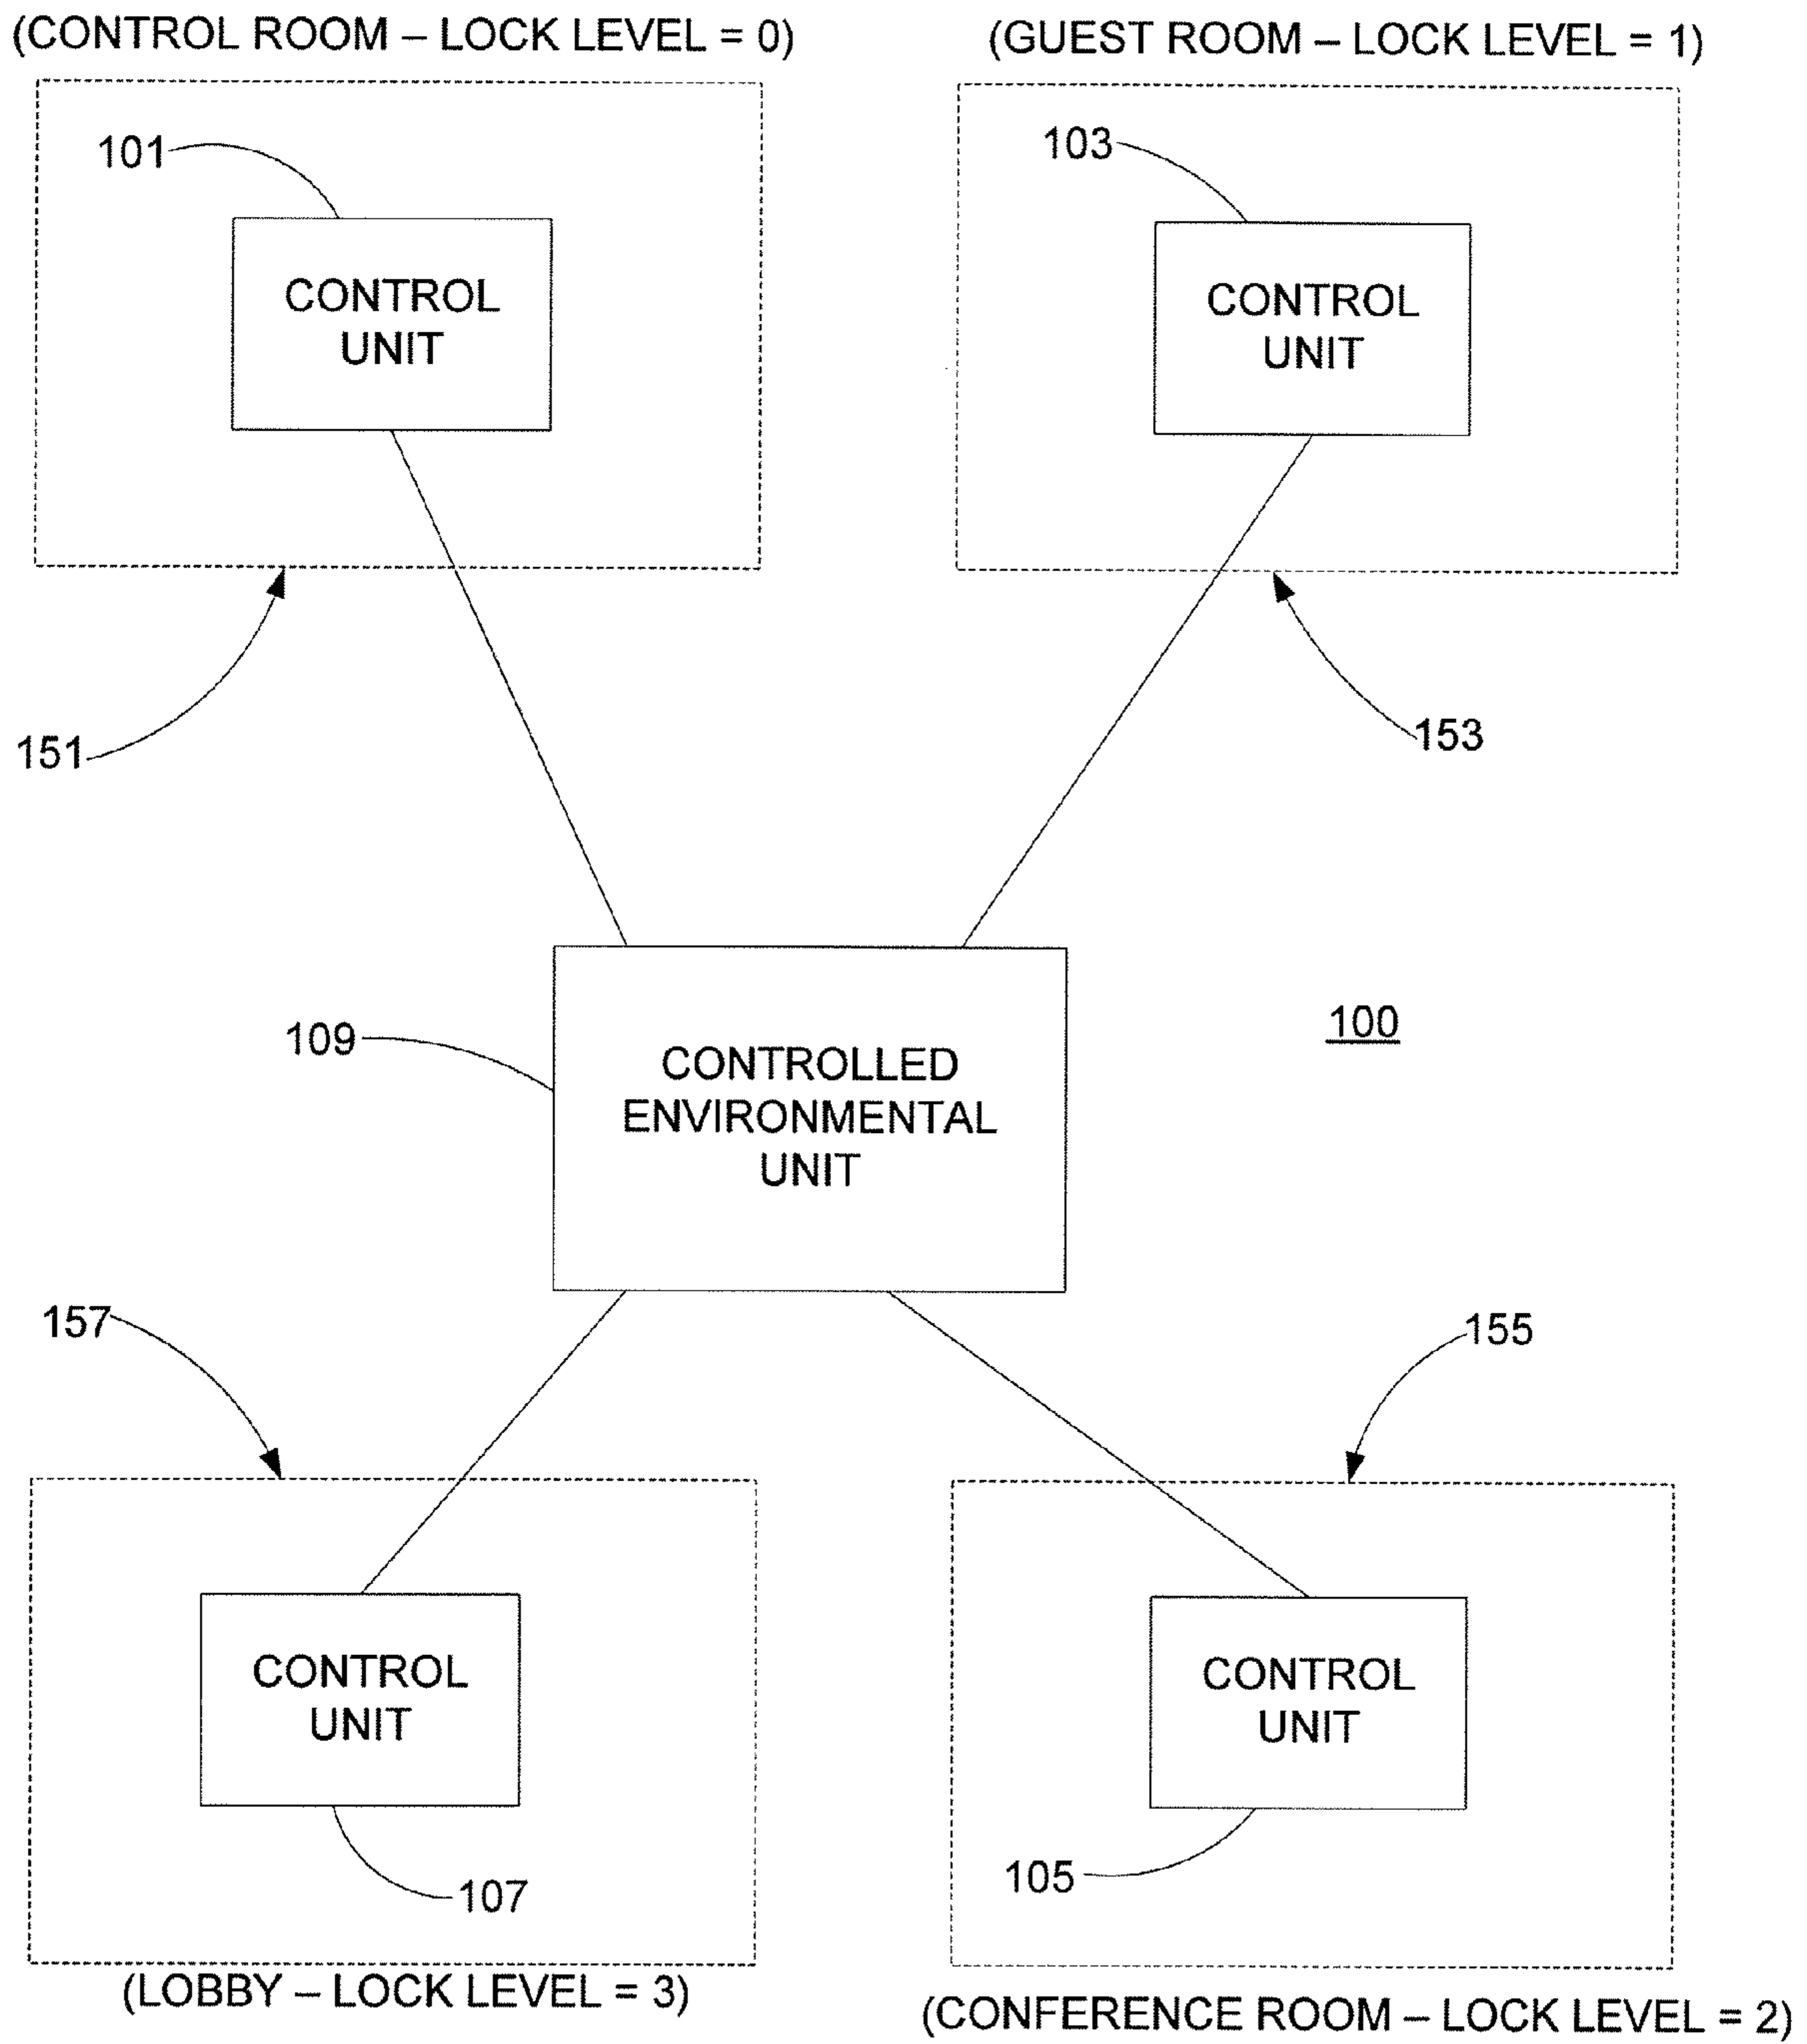 (CONTROL ROOM – LOCK LEVEL = 0)
(GUEST ROOM – LOCK LEVEL = 1)
101
103
CONTROL
UNIT
CONTROL
UNIT
151
153
100
109
CONTROLLED
ENVIRONMENTAL
UNIT
157
155
CONTROL
UNIT
CONTROL
UNIT
107
105
(LOBBY – LOCK LEVEL = 3)
(CONFERENCE ROOM – LOCK LEVEL = 2)